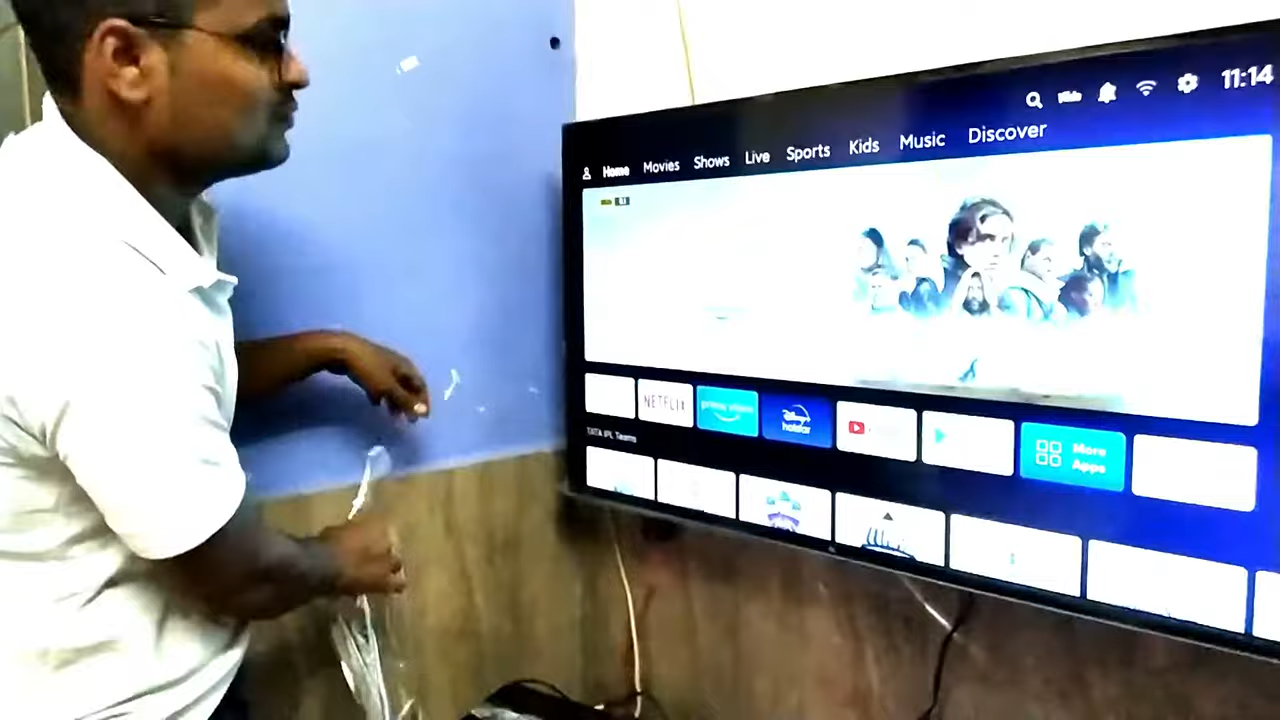 11:14
Home Movies Shows Live Sports Kids Music Discover
NETFLIX prime video Disney+ hotstar More Apps
TATA IPL Teams